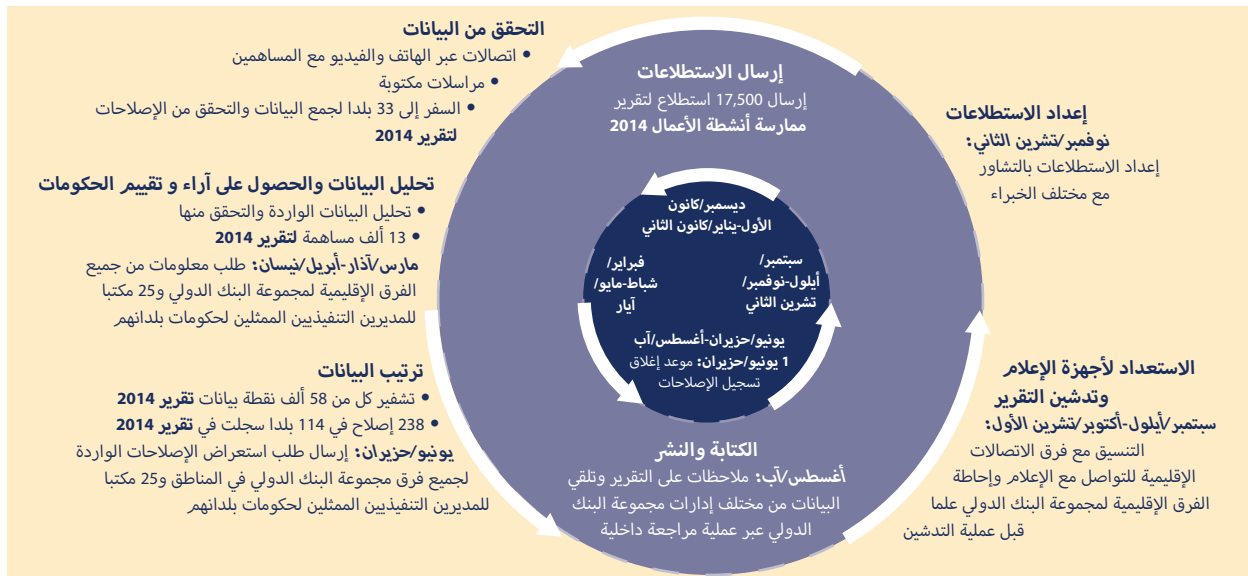 إعداد الاستطلاعات
نوفمبر/تشرين الثاني:
إعداد الاستطلاعات بالتشاور
مع مختلف الخبراء
إرسال الاستطلاعات
إرسال 17,500 استطلاع لتقرير
ممارسة أنشطة الأعمال 2014
التحقق من البيانات
• اتصالات عبر الهاتف والفيديو مع المساهمين
• مراسلات مكتوبة
• السفر إلى 33 بلدا لجمع البيانات والتحقق من الإصلاحات
لتقرير 2014
تحليل البيانات والحصول على آراء و تقييم الحكومات
• تحليل البيانات الواردة والتحقق منها
• 13 ألف مساهمة لتقرير 2014
مارس/آذار-أبريل/نيسان: طلب معلومات من جميع
الفرق الإقليمية لمجموعة البنك الدولي و25 مكتبا
للمديرين التنفيذيين الممثلين لحكومات بلدانهم
ترتيب البيانات
• تشفير كل من 58 ألف نقطة بيانات تقرير 2014
• 238 إصلاح في 114 بلدا سجلت في تقرير 2014
يونيو/حزيران: إرسال طلب استعراض الإصلاحات الواردة
لجميع فرق مجموعة البنك الدولي في المناطق و25 مكتبا
للمديرين التنفيذيين الممثلين لحكومات بلدانهم
الكتابة والنشر
أغسطس/آب: ملاحظات على التقرير وتلقي
البيانات من مختلف إدارات مجموعة البنك
الدولي عبر عملية مراجعة داخلية
الاستعداد لأجهزة الإعلام
وتدشين التقرير
سبتمبر/أيلول-أكتوبر/تشرين الأول:
التنسيق مع فرق الاتصالات
الإقليمية للتواصل مع الإعلام وإحاطة
الفرق الإقليمية لمجموعة البنك الدولي علما
قبل عملية التدشين
ديسمبر/كانون
الأول-يناير/كانون الثاني
فبراير/
شباط-مايو/
آيار
يونيو/حزيران-أغسطس/آب
1 يونيو/حزيران: موعد إغلاق
تسجيل الإصلاحات
سبتمبر/
أيلول-نوفمبر/
تشرين الثاني